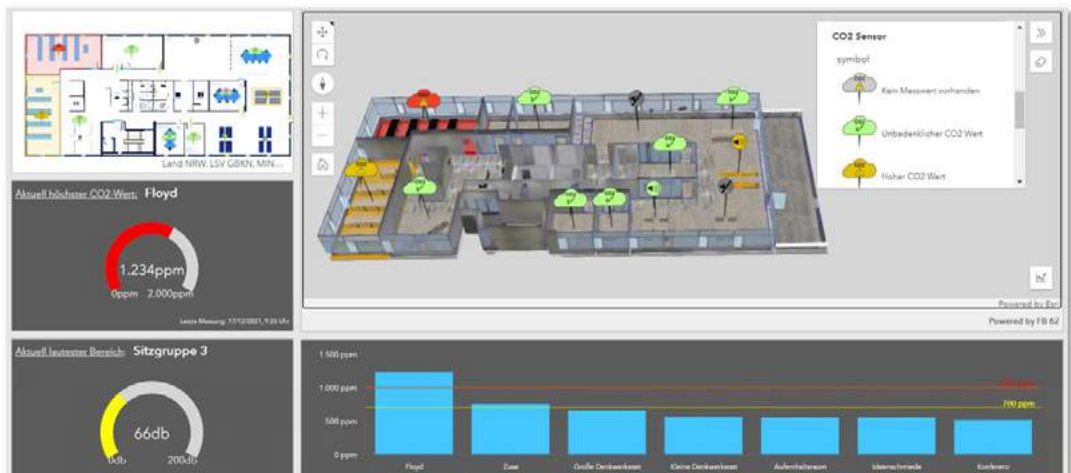 Land NRW, LSV GBKN, MIN...
Aktuell höchster CO2-Wert: Floyd
1.234ppm
0ppm 2.000ppm
Letzte Messung: 17/12/2021, 9:26 Uhr
Aktuell lautester Bereich: Sitzgruppe 3
66db
0db 200db
CO2 Sensor
symbol
Kein Messwert vorhanden
Unbedenklicher CO2 Wert
Hoher CO2 Wert
Powered by Esri
Powered by FB 62
1.500 ppm
1.000 ppm
500 ppm
0 ppm
700 ppm
Floyd
Zuse
Große Denkwerkstatt
Kleine Denkwerkstatt
Aufenthaltsraum
Ideenschmiede
Konferenz